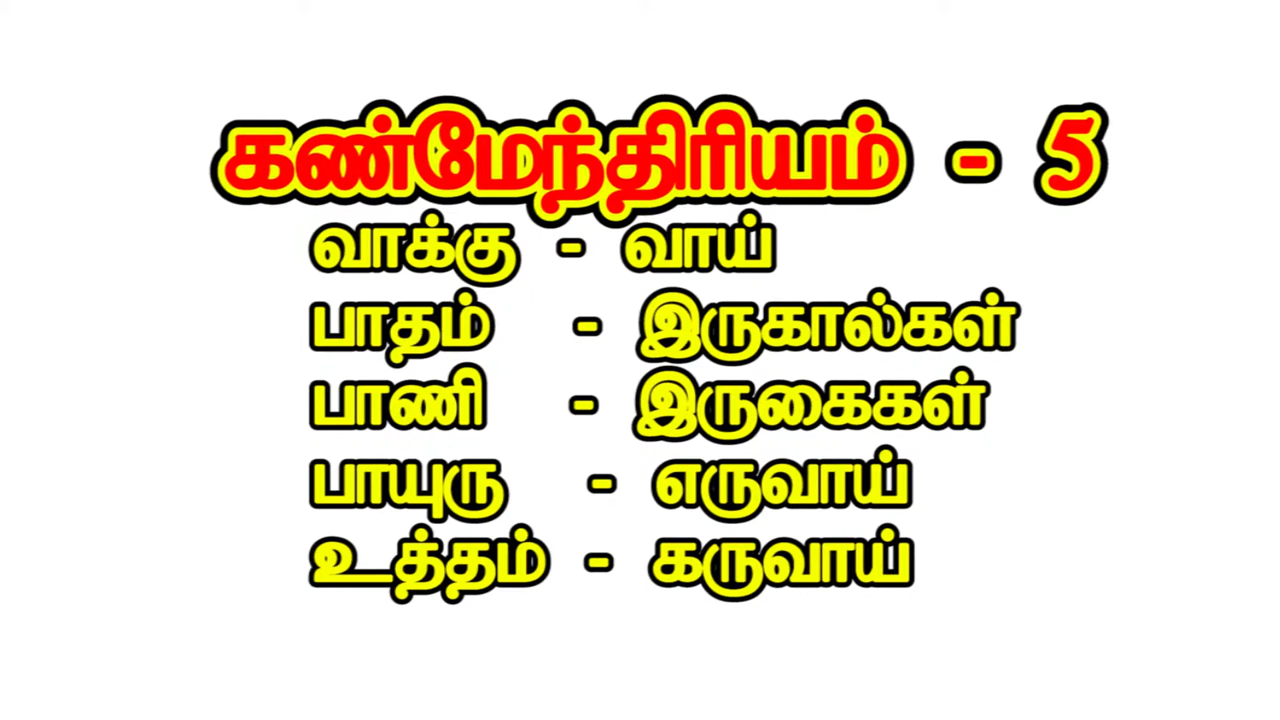 கண்மேந்திரியம் - 5
வாக்கு - வாய்
பாதம் - இருகால்கள்
பாணி - இருகைகள்
பாயுரு - எருவாய்
உத்தம் - கருவாய்